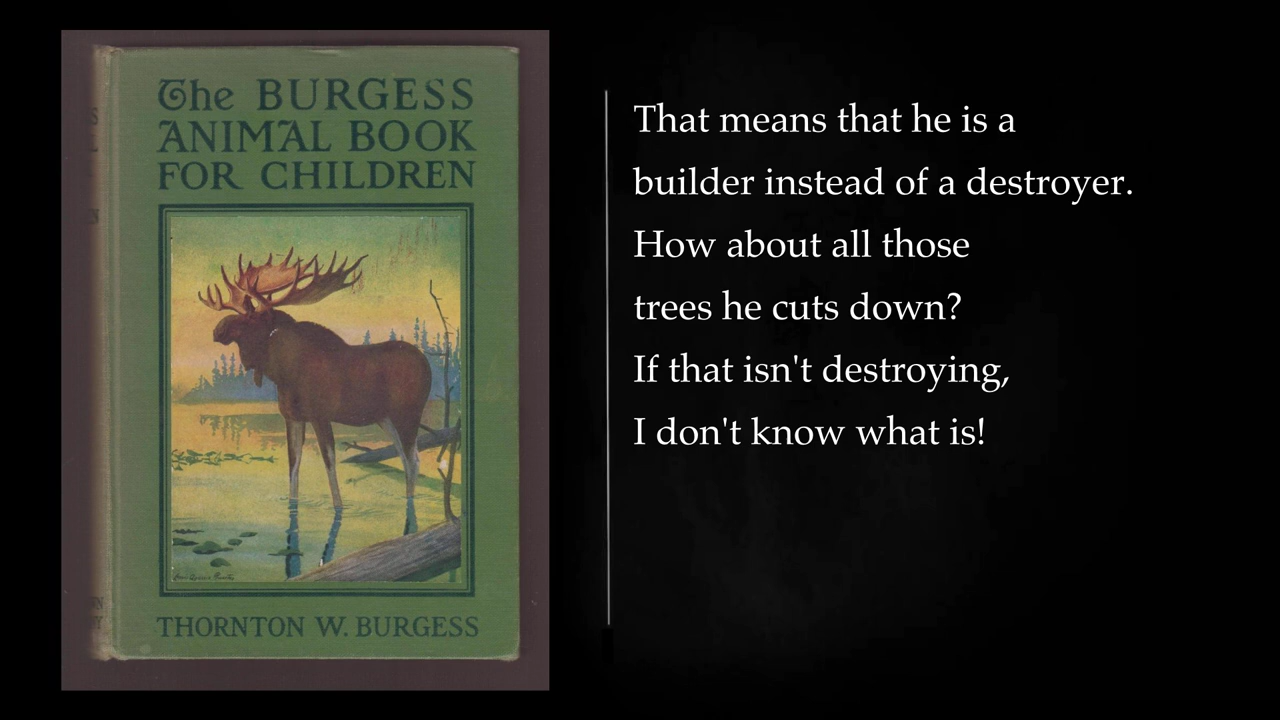 The BURGESS
ANIMAL BOOK
FOR CHILDREN
THORNTON W. BURGESS
That means that he is a
builder instead of a destroyer.
How about all those
trees he cuts down?
If that isn't destroying,
I don't know what is!